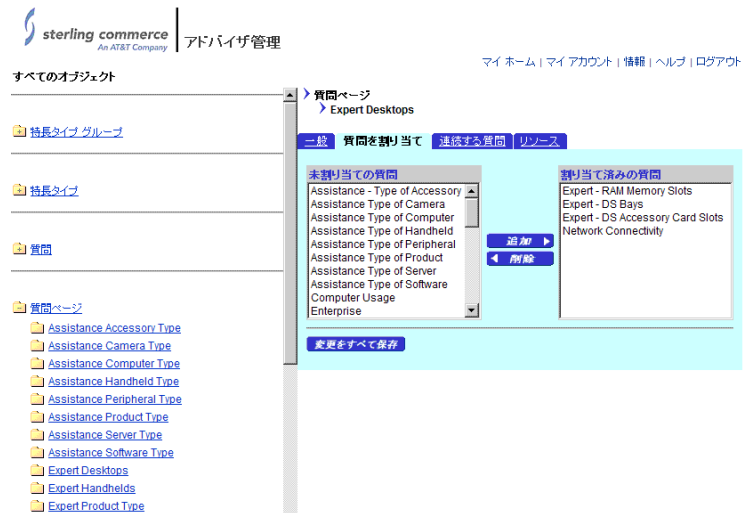 sterling commerce
An AT&T Company
アドバイザ管理
マイ ホーム | マイ アカウント | 情報 | ヘルプ | ログアウト
すべてのオブジェクト
特長タイプ グループ
特長タイプ
質問
質問ページ
Assistance Accessory Type
Assistance Camera Type
Assistance Computer Type
Assistance Handheld Type
Assistance Peripheral Type
Assistance Product Type
Assistance Server Type
Assistance Software Type
Expert Desktops
Expert Handhelds
Expert Product Type
質問ページ
Expert Desktops
一般 質問を割り当て 連続する質問 リソース
未割り当ての質問
Assistance - Type of Accessory
Assistance Type of Camera
Assistance Type of Computer
Assistance Type of Handheld
Assistance Type of Peripheral
Assistance Type of Product
Assistance Type of Server
Assistance Type of Software
Computer Usage
Enterprise
追加
削除
割り当て済みの質問
Expert - RAM Memory Slots
Expert - DS Bays
Expert - DS Accessory Card Slots
Network Connectivity
変更をすべて保存